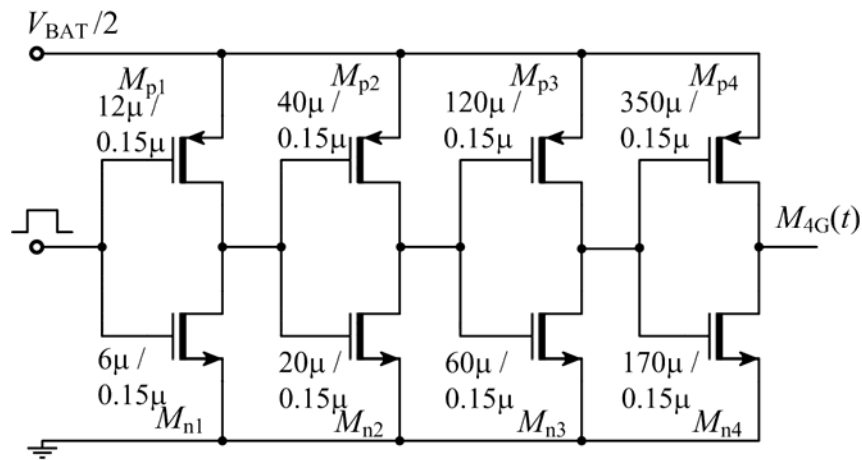 V_BAT/2
M_p1
12μ /
0.15μ
M_p2
40μ /
0.15μ
M_p3
120μ /
0.15μ
M_p4
350μ /
0.15μ
M_4G(t)
6μ /
0.15μ
M_n1
20μ /
0.15μ
M_n2
60μ /
0.15μ
M_n3
170μ /
0.15μ
M_n4